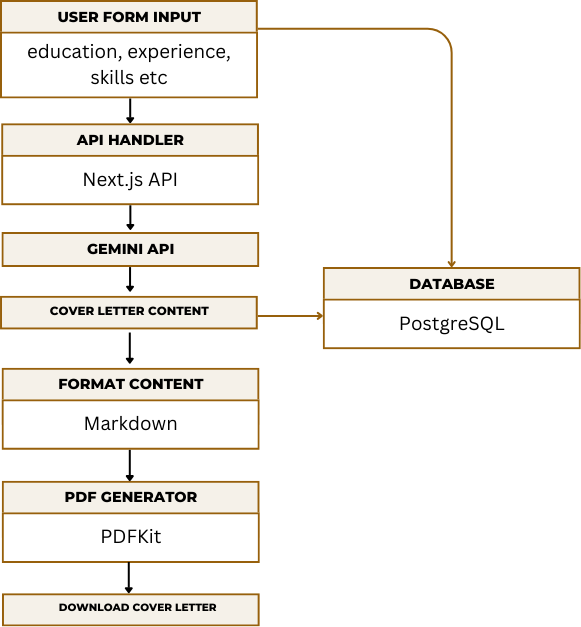 USER FORM INPUT
education, experience,
skills etc
API HANDLER
Next.js API
GEMINI API
COVER LETTER CONTENT
DATABASE
PostgreSQL
FORMAT CONTENT
Markdown
PDF GENERATOR
PDFKit
DOWNLOAD COVER LETTER